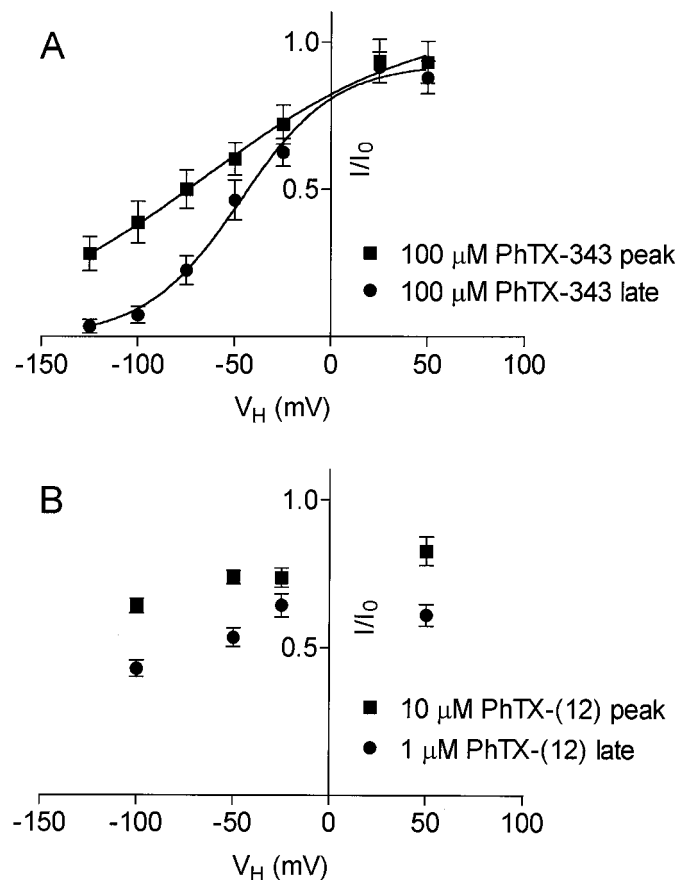 A
1.0
0.5
I/I0
100 μM PhTX-343 peak
100 μM PhTX-343 late
-150 -100 -50 0 50 100
VH (mV)
B
1.0
0.5
I/I0
10 μM PhTX-(12) peak
1 μM PhTX-(12) late
-150 -100 -50 0 50 100
VH (mV)